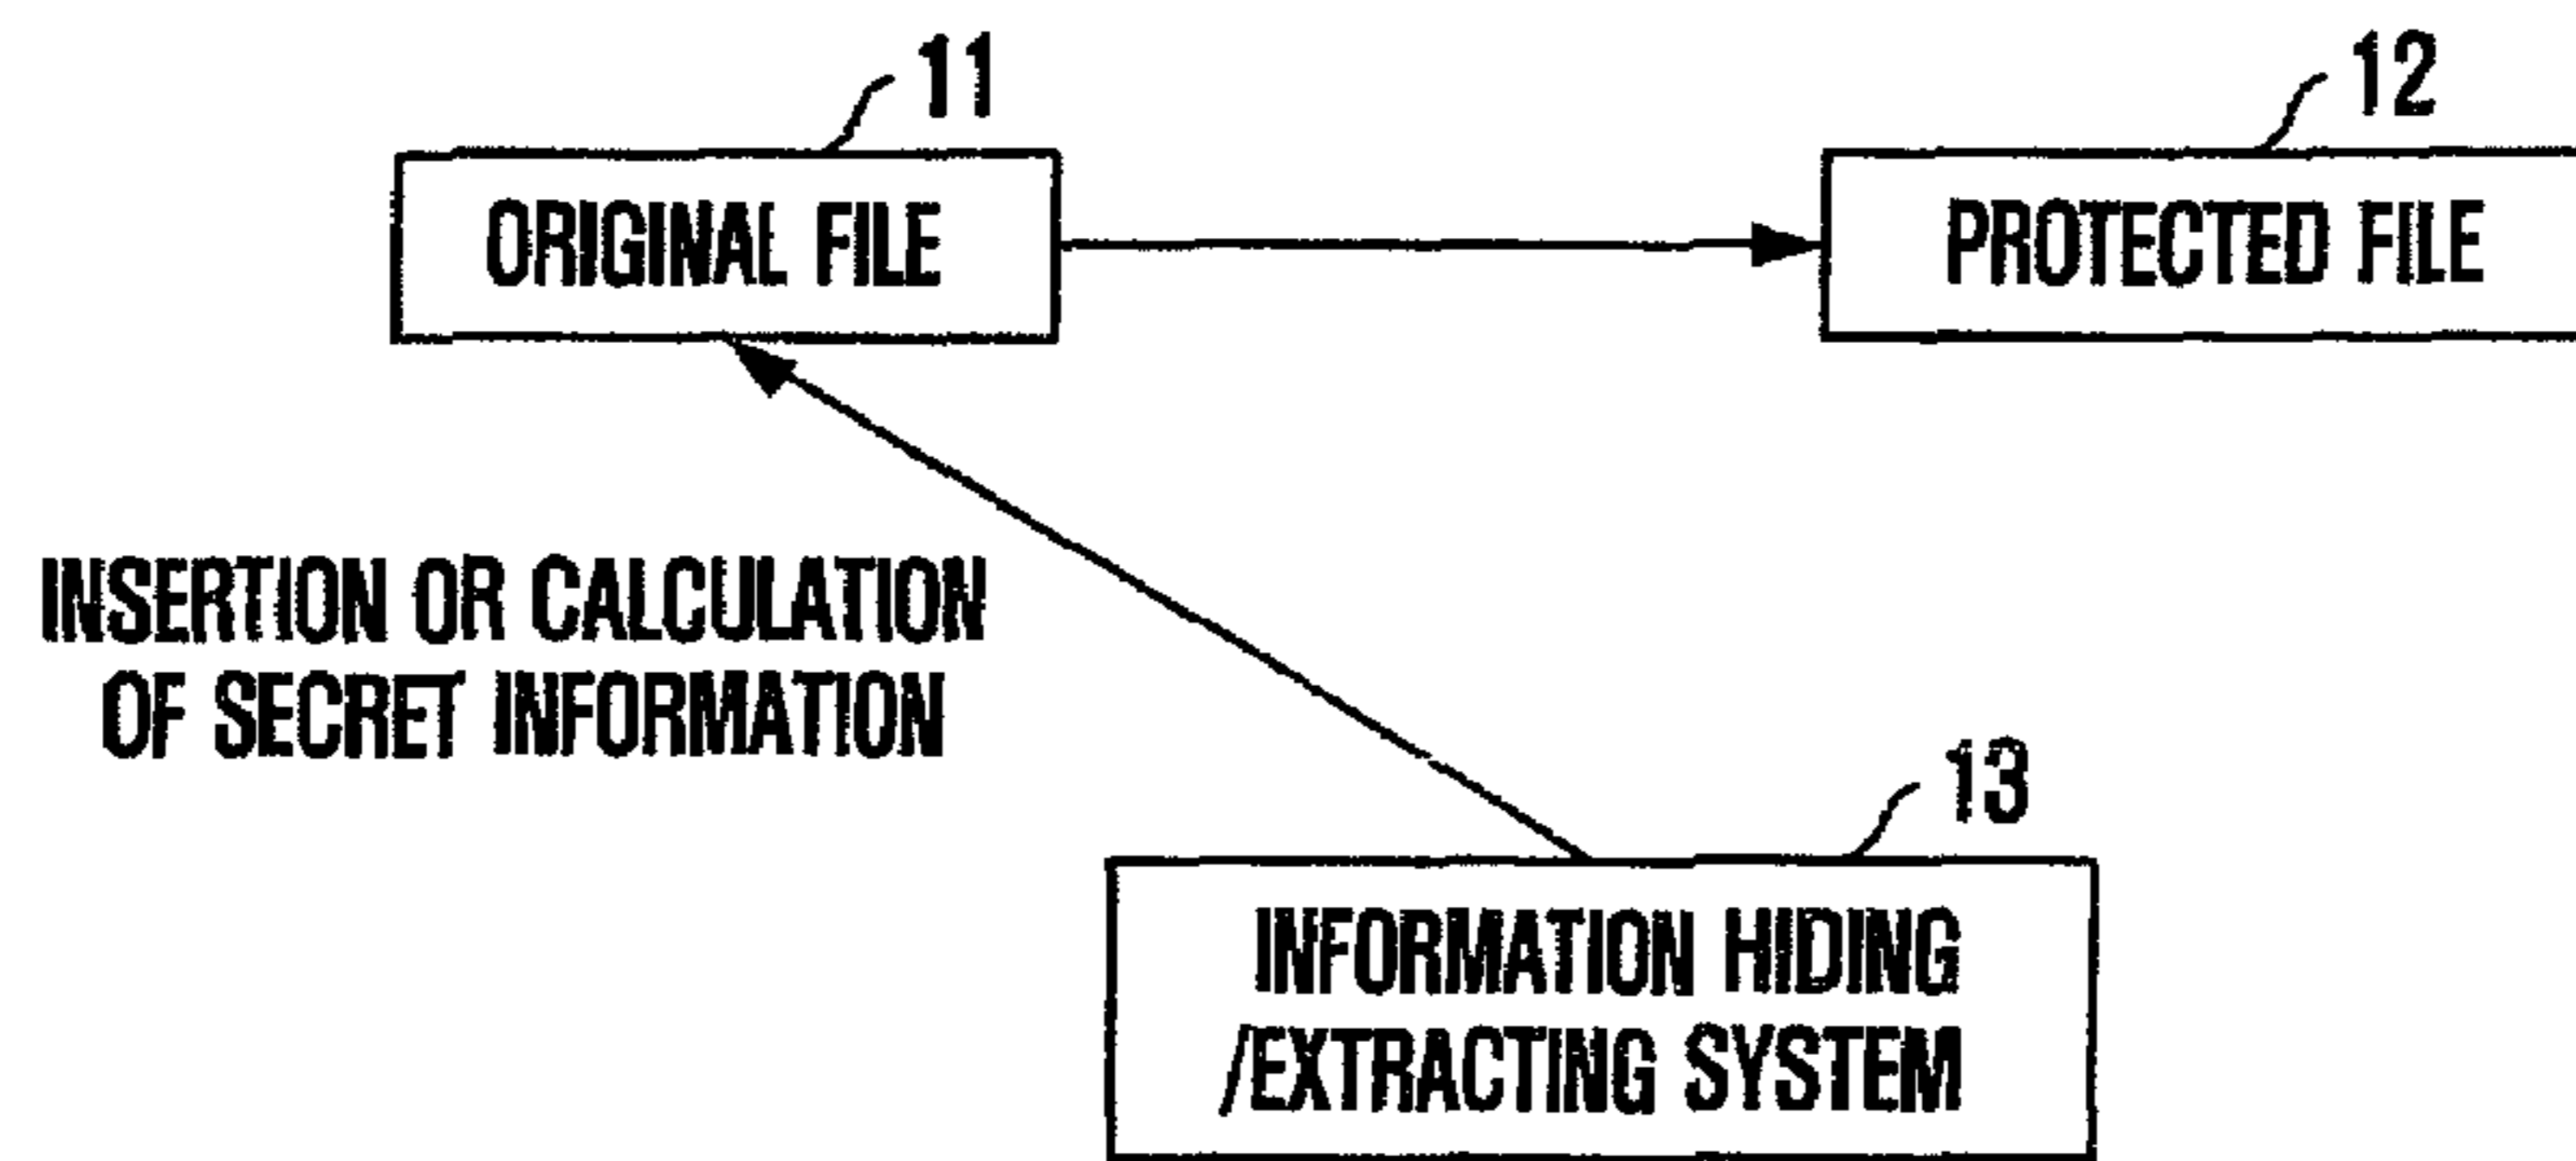 11
12
ORIGINAL FILE
PROTECTED FILE
INSERTION OR CALCULATION
OF SECRET INFORMATION
13
INFORMATION HIDING
/EXTRACTING SYSTEM